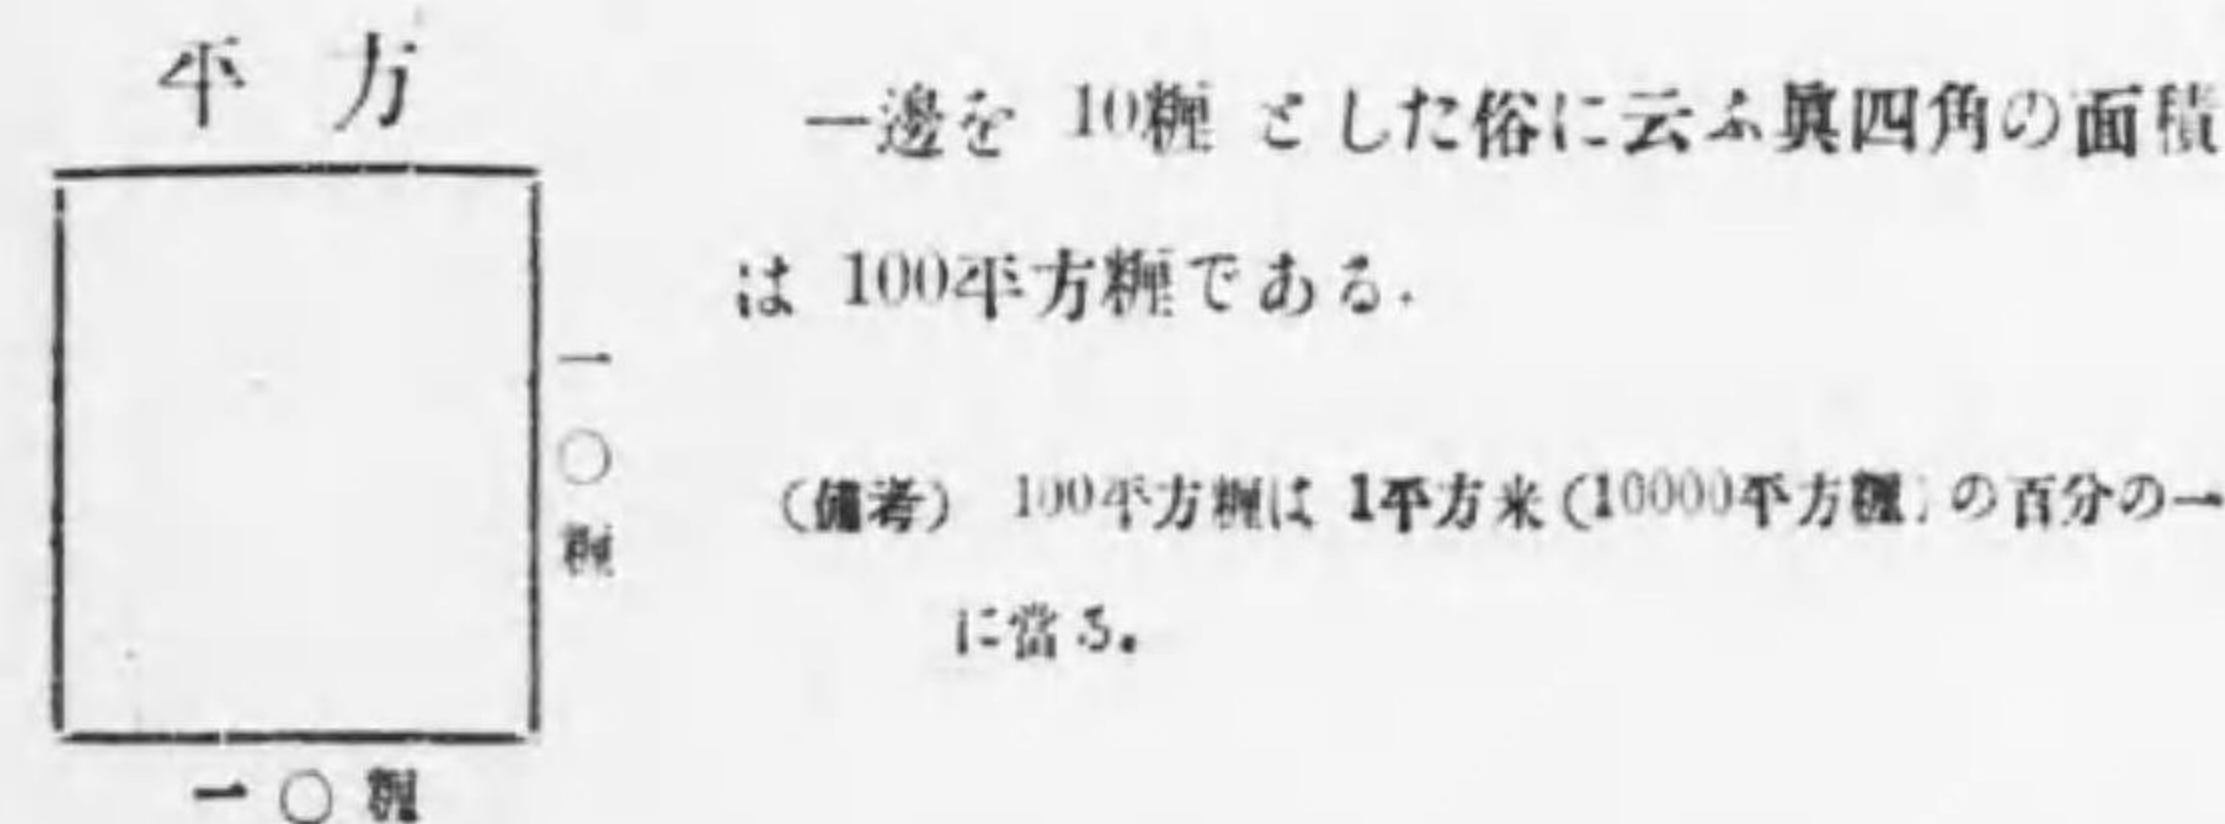 平方
一〇糎
一〇糎
一邊を 10糎 とした俗に云ふ眞四角の面積
は 100平方糎である.
(備考) 100平方糎は 1平方米(10000平方糎)の百分の一
に當る。